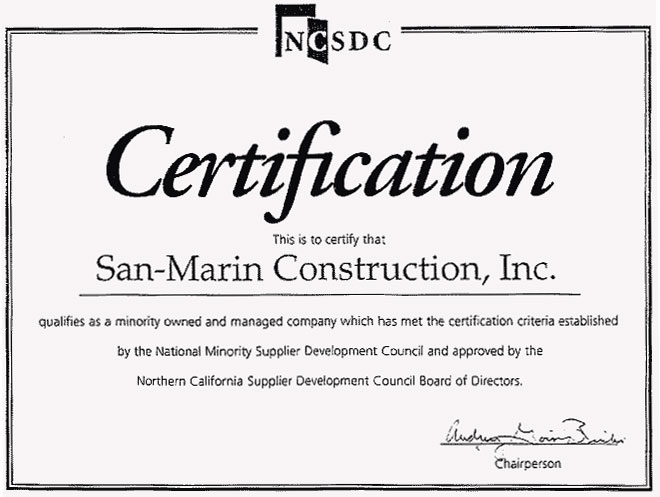 NCSDC
Certification
This is to certify that
San-Marin Construction, Inc.
qualifies as a minority owned and managed company which has met the certification criteria established
by the National Minority Supplier Development Council and approved by the
Northern California Supplier Development Council Board of Directors.
Chairperson